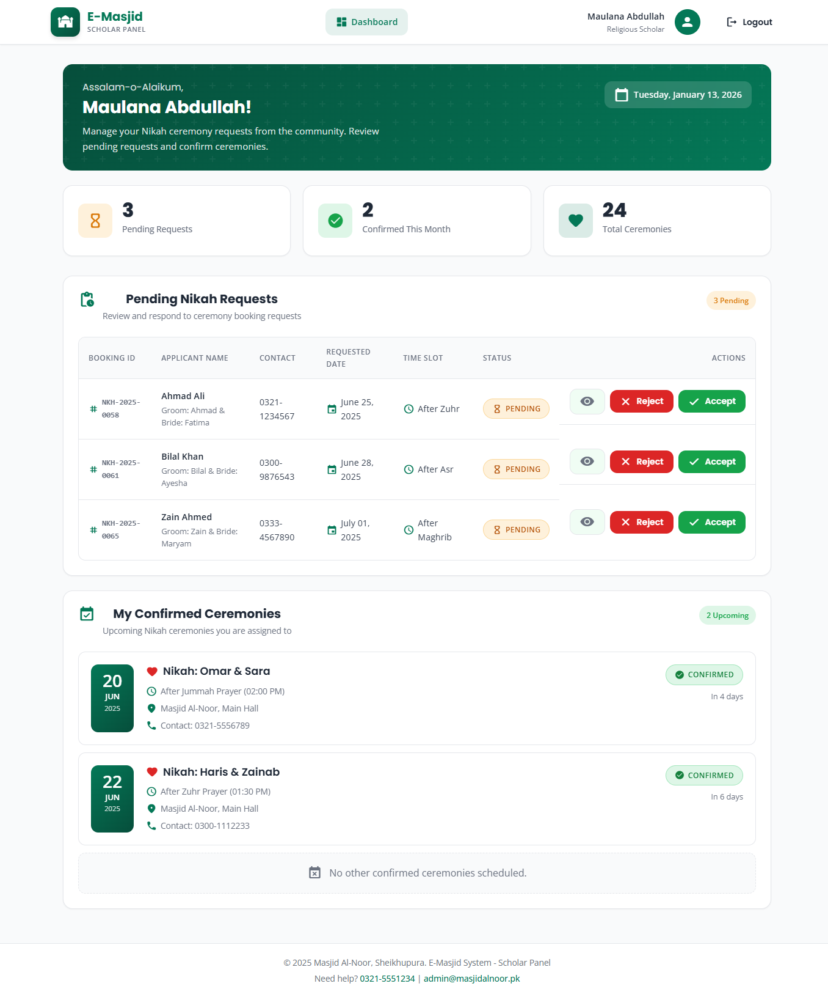 E-Masjid
SCHOLAR PANEL
Dashboard
Maulana Abdullah
Religious Scholar
Logout
Assalam-o-Alaikum,
Maulana Abdullah!
Manage your Nikah ceremony requests from the community. Review
pending requests and confirm ceremonies.
Tuesday, January 13, 2026
3
Pending Requests
2
Confirmed This Month
24
Total Ceremonies
Pending Nikah Requests
Review and respond to ceremony booking requests
3 Pending
BOOKING ID APPLICANT NAME CONTACT REQUESTED DATE TIME SLOT STATUS ACTIONS
NKH-2025-
0058
Ahmad Ali
Groom: Ahmad &
Bride: Fatima
0321-
1234567
June 25,
2025
After Zuhr
PENDING
Reject
Accept
NKH-2025-
0061
Bilal Khan
Groom: Bilal & Bride:
Ayesha
0300-
9876543
June 28,
2025
After Asr
PENDING
Reject
Accept
NKH-2025-
0065
Zain Ahmed
Groom: Zain & Bride:
Maryam
0333-
4567890
July 01,
2025
After
Maghrib
PENDING
Reject
Accept
My Confirmed Ceremonies
Upcoming Nikah ceremonies you are assigned to
2 Upcoming
20
JUN
2025
Nikah: Omar & Sara
After Jummah Prayer (02:00 PM)
Masjid Al-Noor, Main Hall
Contact: 0321-5556789
CONFIRMED
In 4 days
22
JUN
2025
Nikah: Haris & Zainab
After Zuhr Prayer (01:30 PM)
Masjid Al-Noor, Main Hall
Contact: 0300-1112233
CONFIRMED
In 6 days
No other confirmed ceremonies scheduled.
© 2025 Masjid Al-Noor, Sheikhupura. E-Masjid System - Scholar Panel
Need help? 0321-5551234 | admin@masjidalnoor.pk